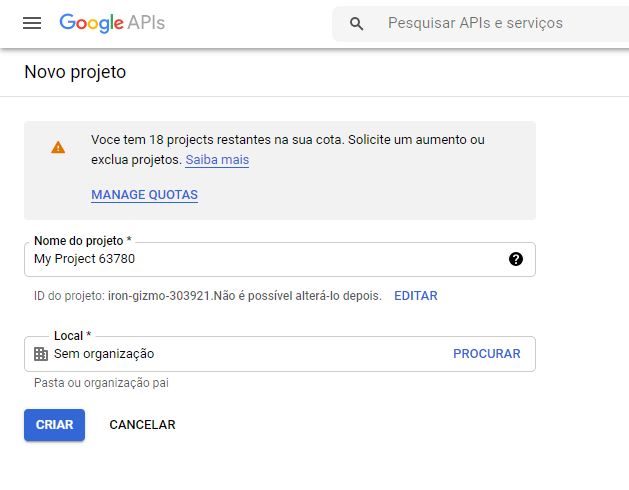 Google APIs
Pesquisar APIs e serviços
Novo projeto
Voce tem 18 projects restantes na sua cota. Solicite um aumento ou
exclua projetos. Saiba mais
MANAGE QUOTAS
Nome do projeto *
My Project 63780
ID do projeto: iron-gizmo-303921.Não é possível alterá-lo depois. EDITAR
Local *
Sem organização PROCURAR
Pasta ou organização pai
CRIAR CANCELAR